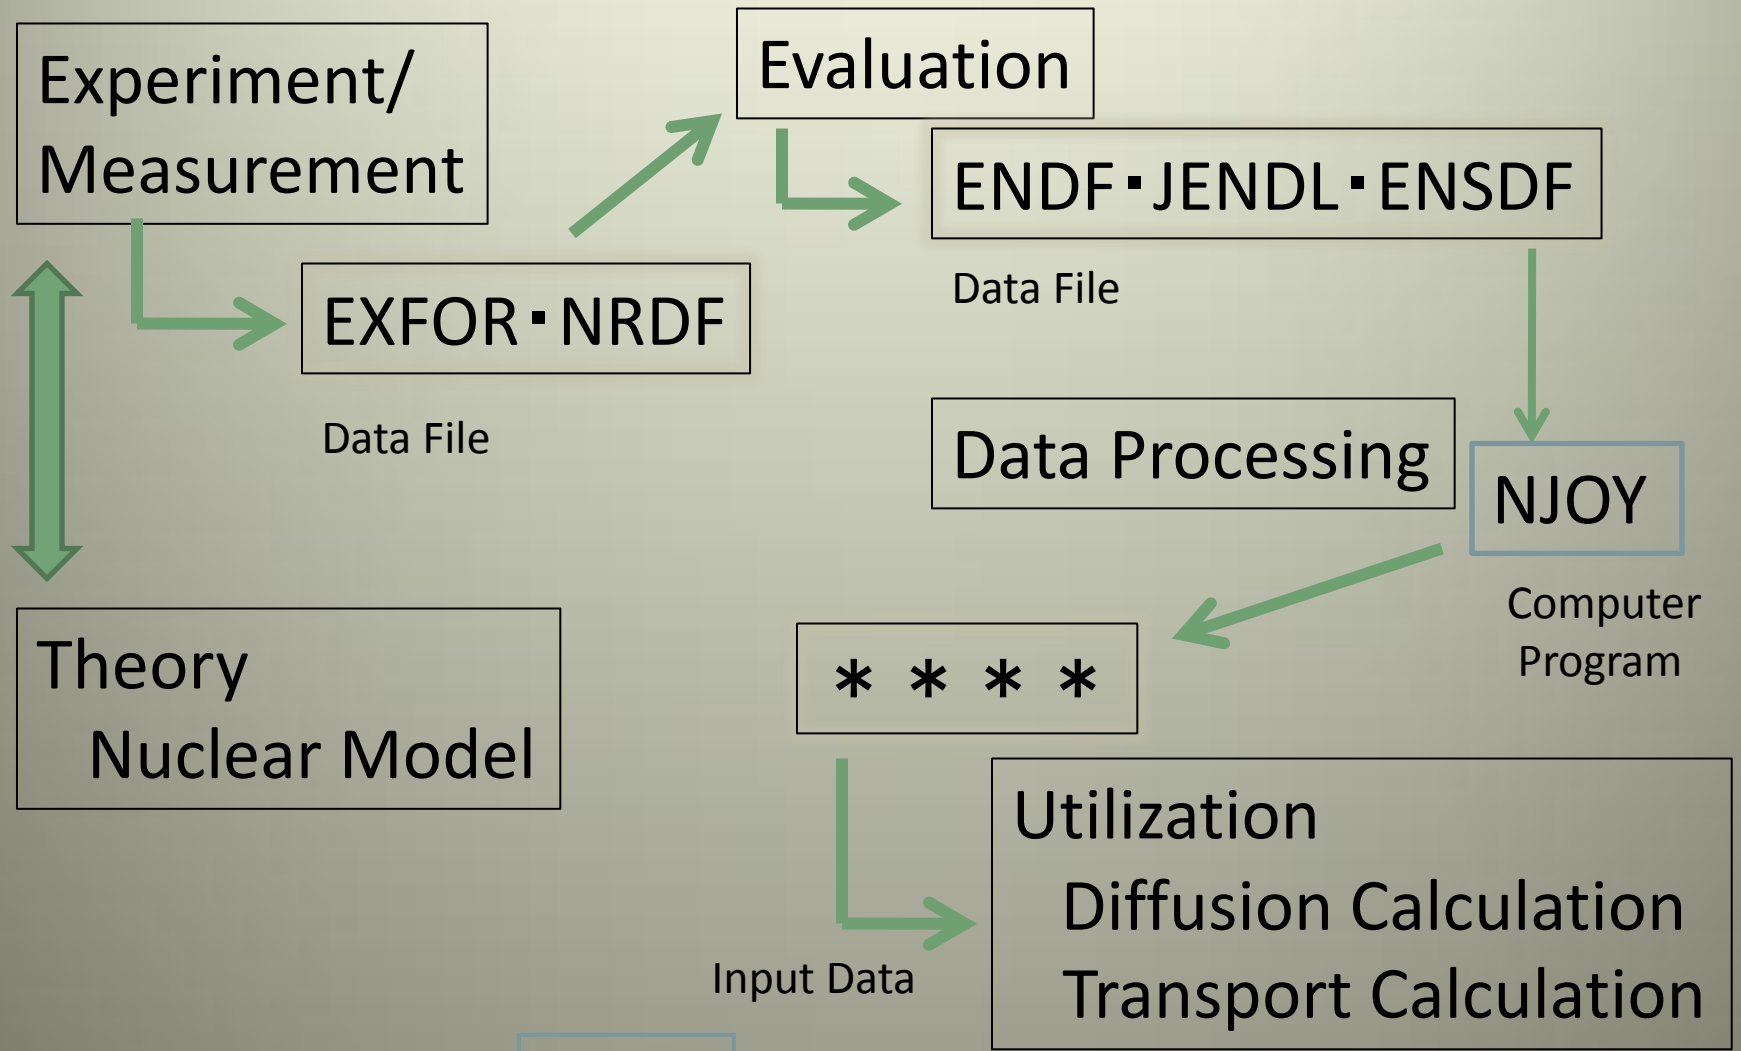 Experiment/
Measurement
Evaluation
ENDF・JENDL・ENSDF
Data File
EXFOR・NRDF
Data File
Data Processing
NJOY
Computer
Program
Theory
Nuclear Model
****
Input Data
Utilization
Diffusion Calculation
Transport Calculation